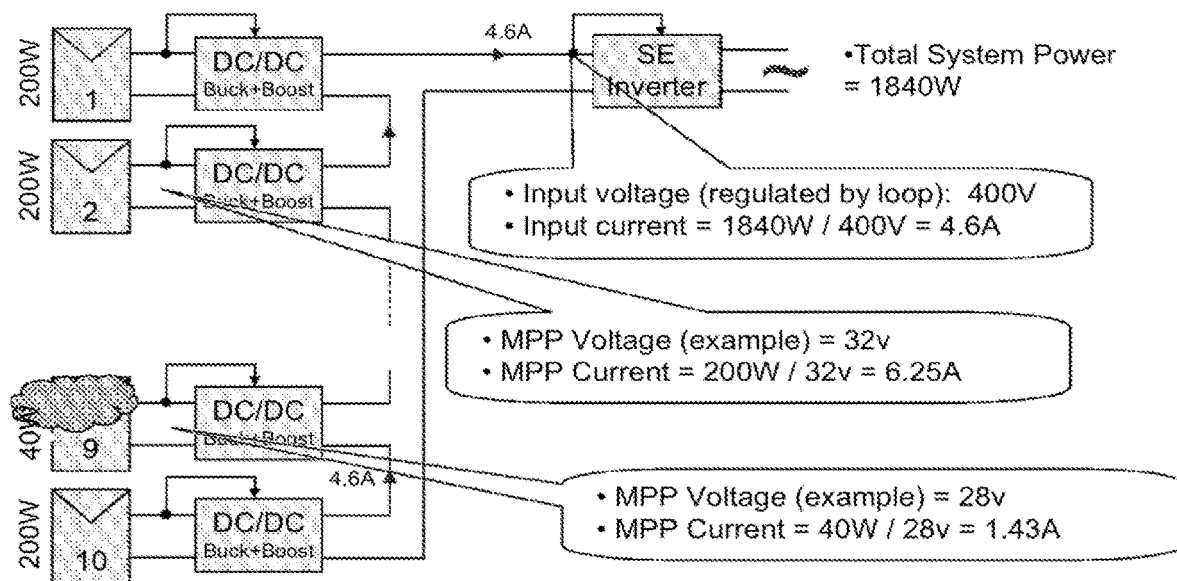 200W
1
DC/DC
Buck+Boost
4.6A
SE
Inverter
•Total System Power
= 1840W
200W
2
DC/DC
Buck+Boost
• Input voltage (regulated by loop): 400V
• Input current = 1840W / 400V = 4.6A
• MPP Voltage (example) = 32v
• MPP Current = 200W / 32v = 6.25A
40W
9
DC/DC
Buck+Boost
4.6A
200W
10
DC/DC
Buck+Boost
• MPP Voltage (example) = 28v
• MPP Current = 40W / 28v = 1.43A